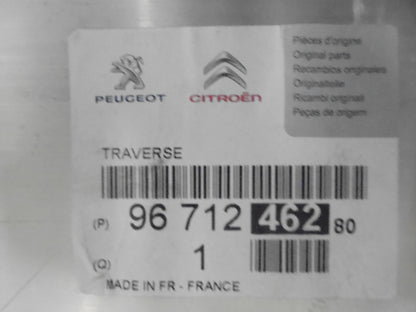 PEUGEOT CITROËN
Pièces d'origine
Original parts
Recambios originales
Originalteile
Ricambi originali
Peças de origem
TRAVERSE
(P) 96 712 462 80
(Q) 1
MADE IN FR - FRANCE